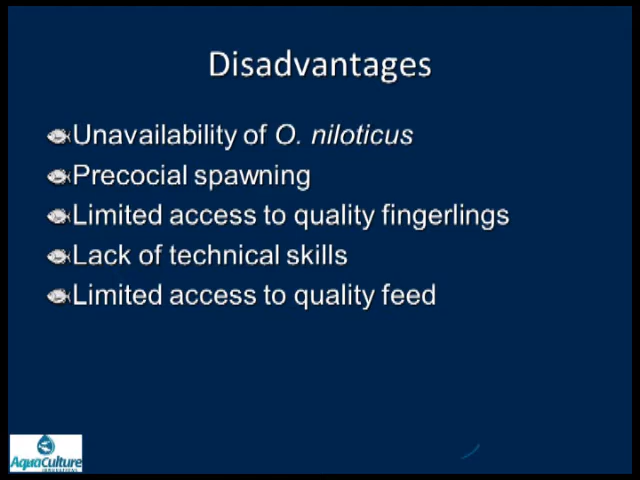 Disadvantages
Unavailability of O. niloticus
Precocial spawning
Limited access to quality fingerlings
Lack of technical skills
Limited access to quality feed
AquaCulture